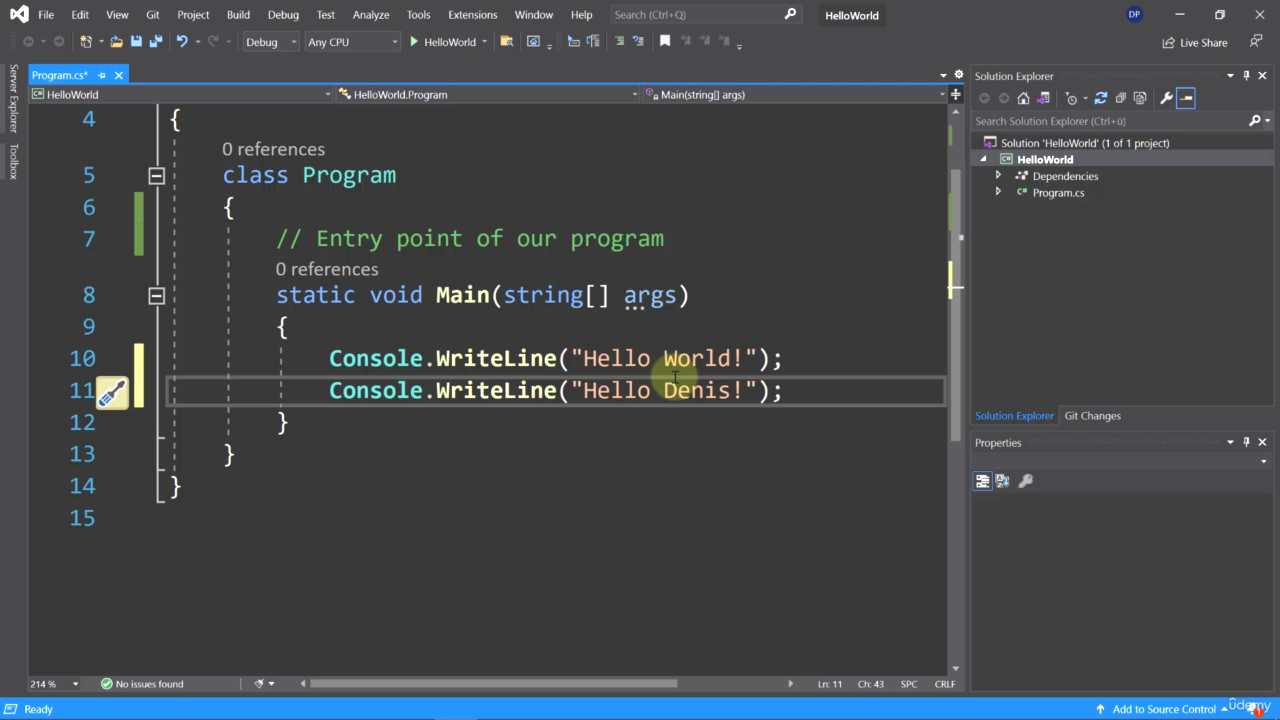 File Edit View Git Project Build Debug Test Analyze Tools Extensions Window Help Search (Ctrl+Q) HelloWorld DP
Debug Any CPU HelloWorld Live Share
Server Explorer
Toolbox
Program.cs*
HelloWorld HelloWorld.Program Main(string[] args)
4 {
0 references
5 class Program
6 {
7 // Entry point of our program
0 references
8 static void Main(string[] args)
9 {
10 Console.WriteLine("Hello World!");
11 Console.WriteLine("Hello Denis!");
12 }
13 }
14 }
15
214 % No issues found Ln: 11 Ch: 43 SPC CRLF
Solution Explorer
Search Solution Explorer (Ctrl+ü)
Solution 'HelloWorld' (1 of 1 project)
HelloWorld
Dependencies
Program.cs
Solution Explorer Git Changes
Properties
Ready Add to Source Control 1
ûdemy